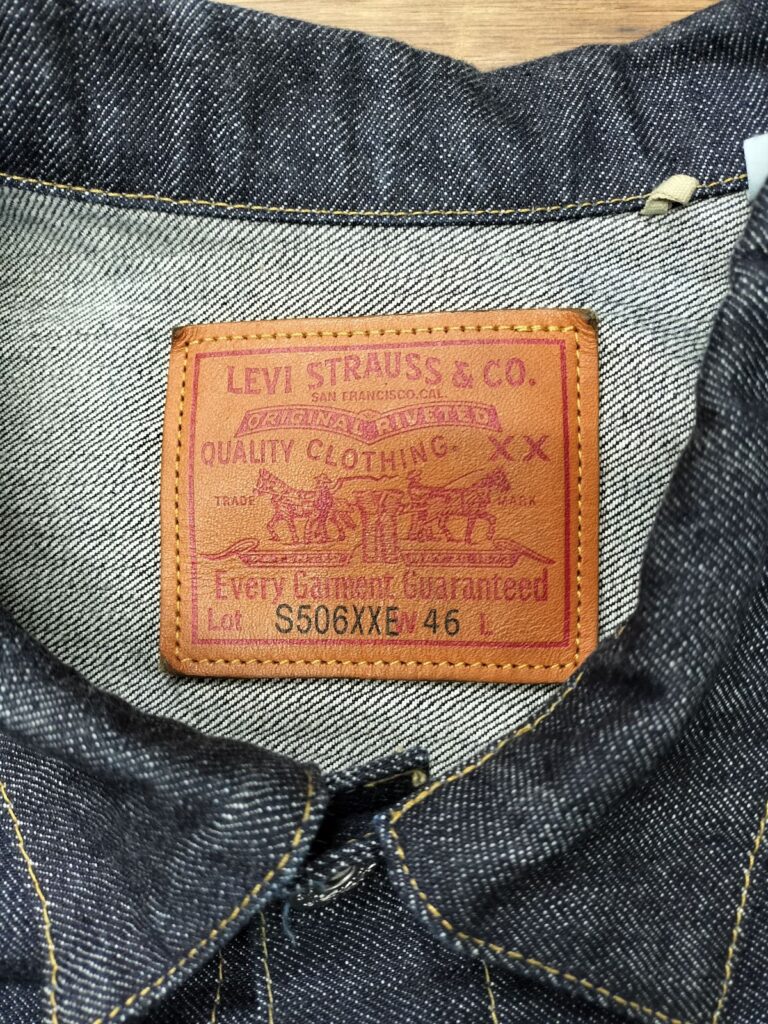 LEVI STRAUSS & CO.
SAN FRANCISCO, CAL
ORIGINAL RIVETED
QUALITY CLOTHING. XX
TRADE MARK
Every Garment Guaranteed
Lot S506XXE W 46 L